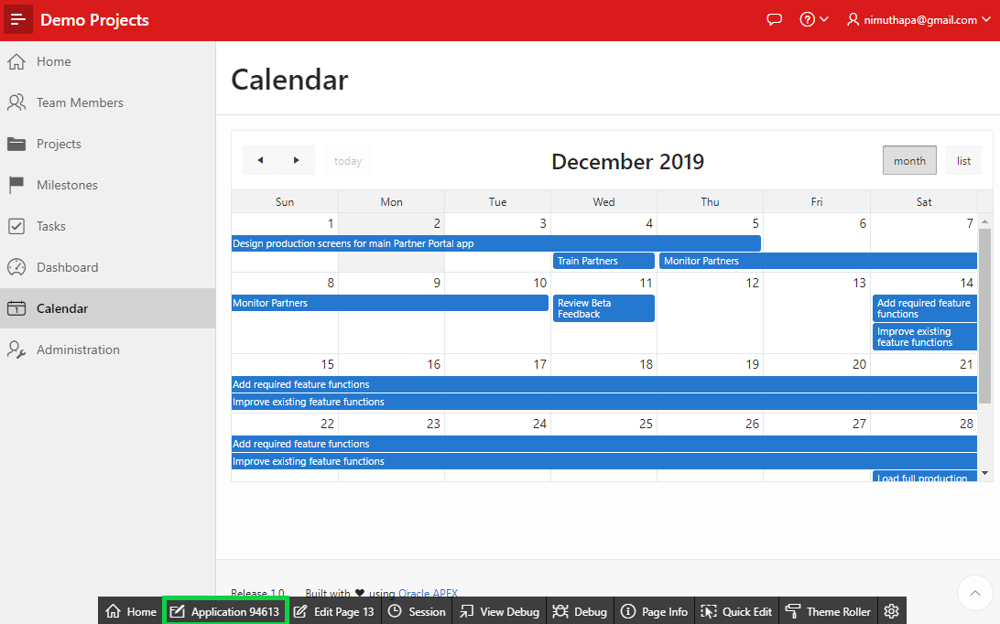 Demo Projects
nimuthapa@gmail.com
Home
Team Members
Projects
Milestones
Tasks
Dashboard
Calendar
Administration
Calendar
today
December 2019
month
list
Sun Mon Tue Wed Thu Fri Sat
1 2 3 4 5 6 7
Design production screens for main Partner Portal app
Train Partners
Monitor Partners
8 9 10 11 12 13 14
Monitor Partners
Review Beta
Feedback
Add required feature
functions
Improve existing
feature functions
15 16 17 18 19 20 21
Add required feature functions
Improve existing feature functions
22 23 24 25 26 27 28
Add required feature functions
Improve existing feature functions
Load full production
Release 1.0
Built with ❤ using Oracle APEX
Home
Application 94613
Edit Page 13
Session
View Debug
Debug
Page Info
Quick Edit
Theme Roller